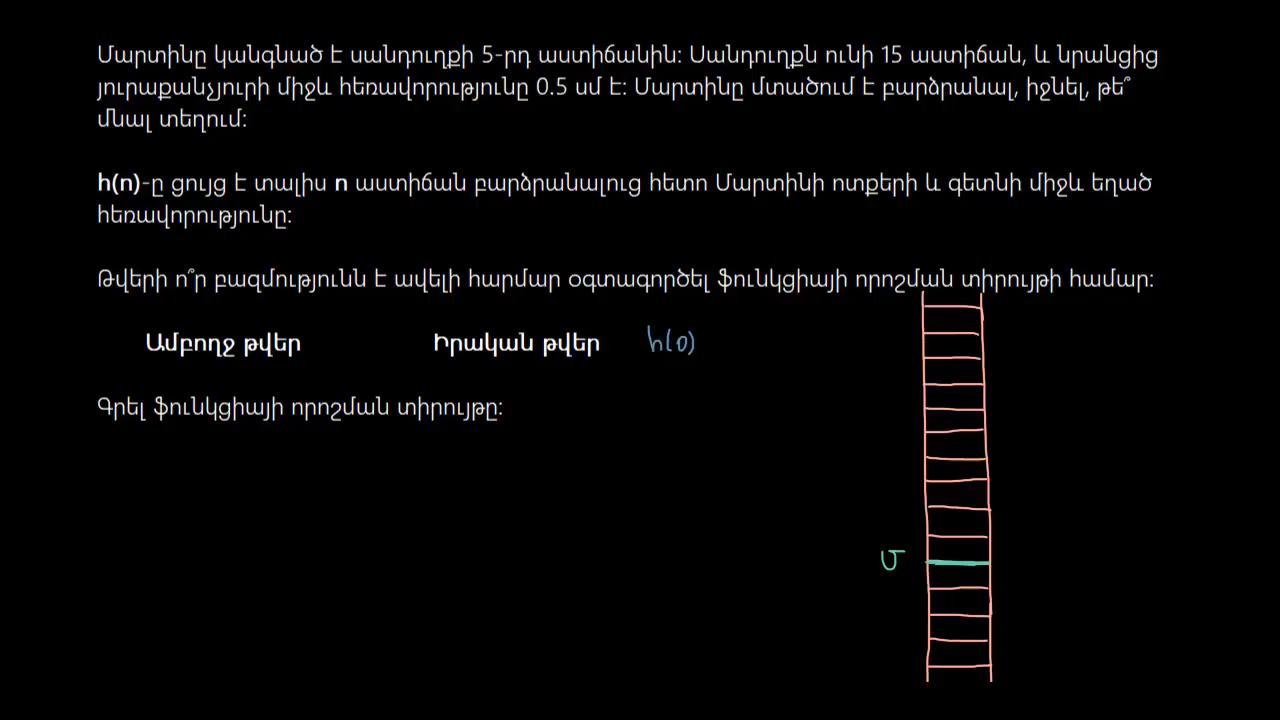 Մարտինը կանգնած է սանդուղքի 5-րդ աստիճանին: Սանդուղքն ունի 15 աստիճան, և նրանցից
յուրաքանչյուրի միջև հեռավորությունը 0.5 սմ է: Մարտինը մտածում է բարձրանալ, իջնել, թե՞
մնալ տեղում:
h(n)-ը ցույց է տալիս n աստիճան բարձրանալուց հետո Մարտինի ոտքերի և գետնի միջև եղած
հեռավորությունը:
Թվերի ո՞ր բազմությունն է ավելի հարմար օգտագործել ֆունկցիայի որոշման տիրույթի համար:
Ամբողջ թվեր Իրական թվեր h(0)
Գրել ֆունկցիայի որոշման տիրույթը:
Մ